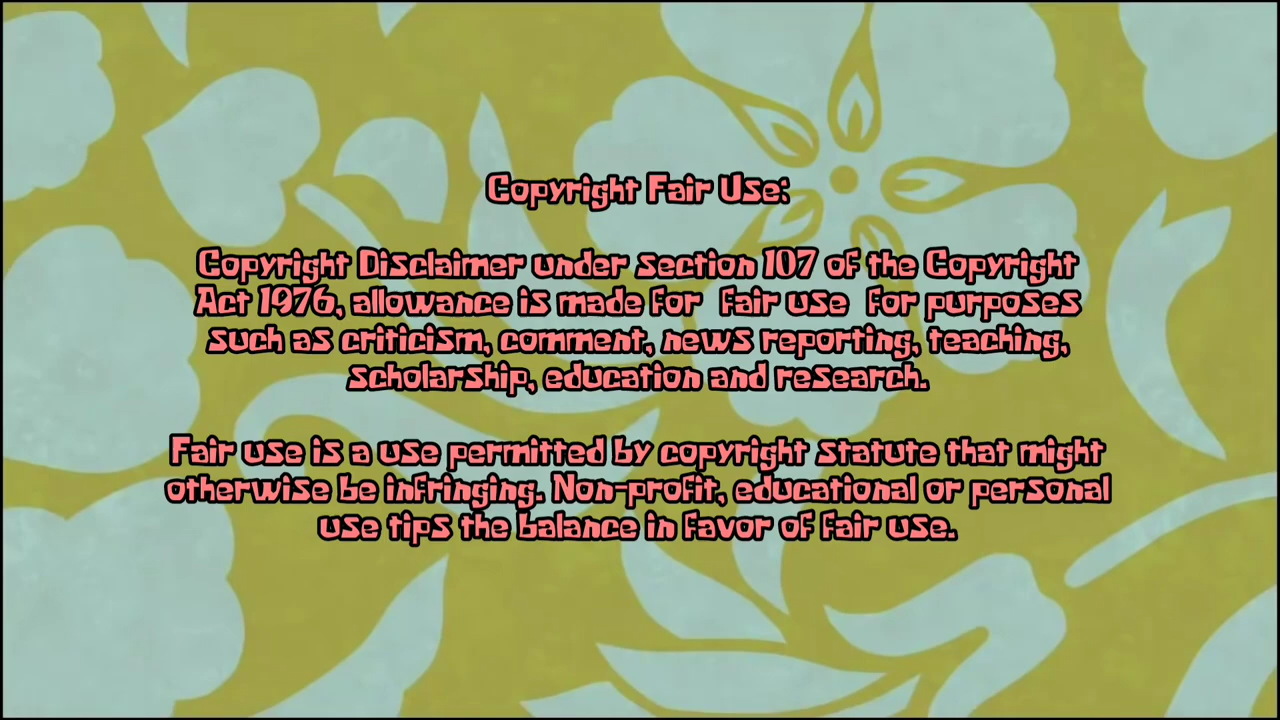 Copyright Fair Use:
Copyright Disclaimer under section 107 of the Copyright
Act 1976, allowance is made for fair use for purposes
such as criticism, comment, news reporting, teaching,
scholarship, education and research.
Fair use is a use permitted by copyright statute that might
otherwise be infringing. Non-profit, educational or personal
use tips the balance in favor of fair use.